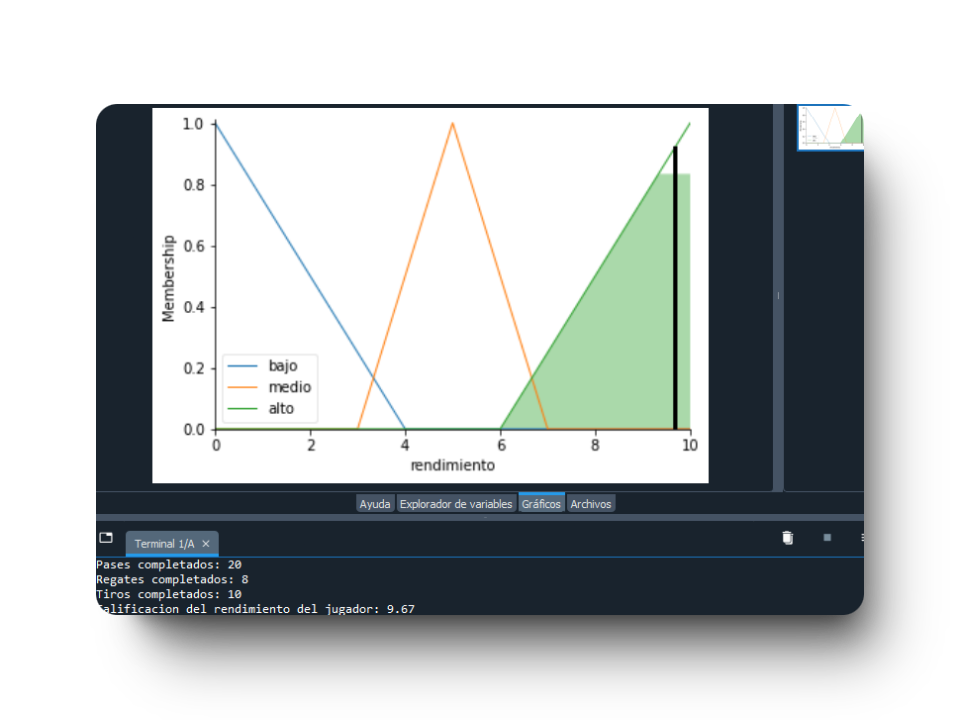 1.0
0.8
0.6
0.4
0.2
0.0
Membership
bajo
medio
alto
0 2 4 6 8 10
rendimiento
Ayuda Explorador de variables Gráficos Archivos
Terminal 1/A ×
Pases completados: 20
Regates completados: 8
Tiros completados: 10
Calificacion del rendimiento del jugador: 9.67